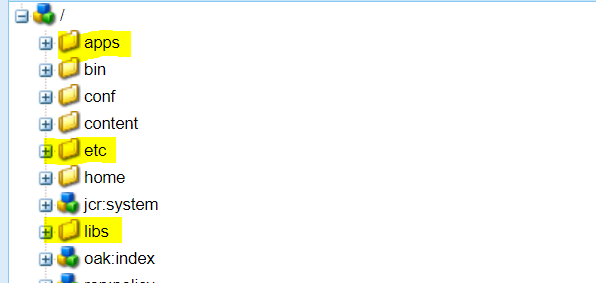 /
apps
bin
conf
content
etc
home
jcr:system
libs
oak:index